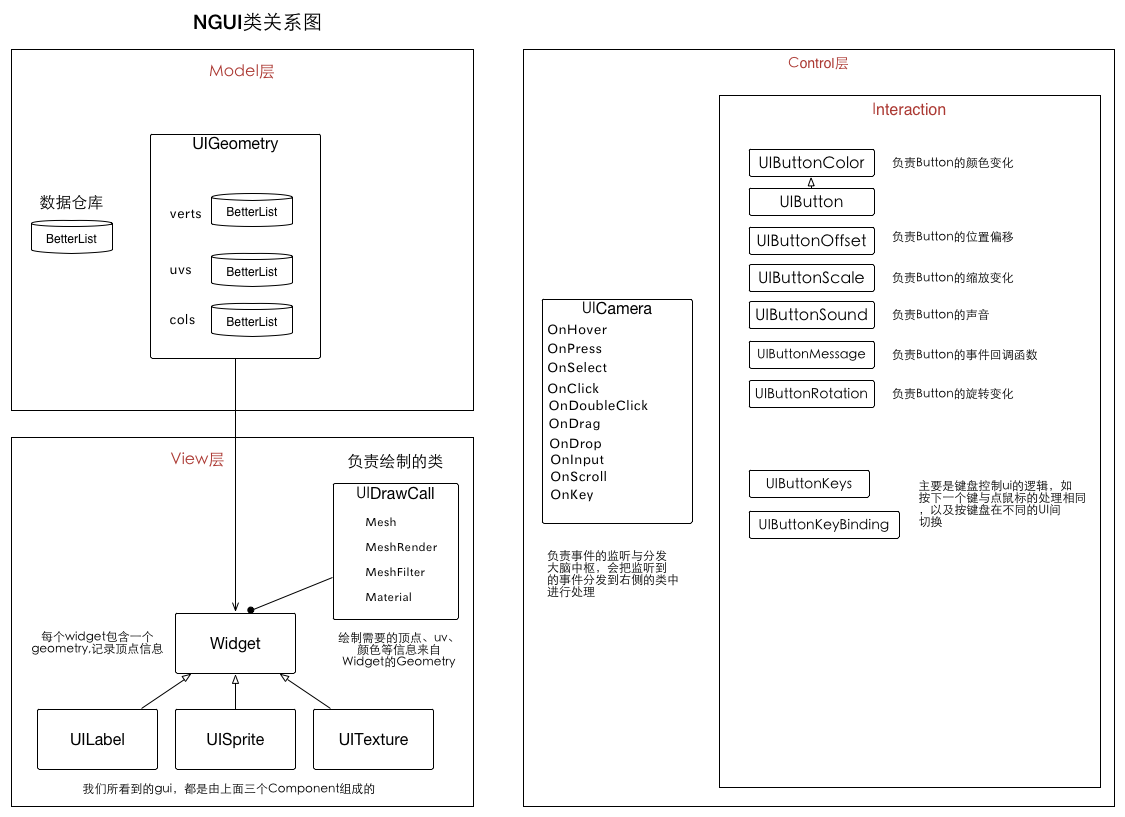 NGUI类关系图
Model层
UIGeometry
数据仓库
BetterList
verts
BetterList
uvs
BetterList
cols
BetterList
View层
负责绘制的类
UIDrawCall
Mesh
MeshRender
MeshFilter
Material
每个widget包含一个
geometry,记录顶点信息
Widget
绘制需要的顶点、uv、
颜色等信息来自
Widget的Geometry
UILabel
UISprite
UITexture
我们所看到的gui，都是由上面三个Component组成的
Control层
UICamera
OnHover
OnPress
OnSelect
OnClick
OnDoubleClick
OnDrag
OnDrop
OnInput
OnScroll
OnKey
负责事件的监听与分发
大脑中枢，会把监听到
的事件分发到右侧的类中
进行处理
Interaction
UIButtonColor
负责Button的颜色变化
UIButton
UIButtonOffset
负责Button的位置偏移
UIButtonScale
负责Button的缩放变化
UIButtonSound
负责Button的声音
UIButtonMessage
负责Button的事件回调函数
UIButtonRotation
负责Button的旋转变化
UIButtonKeys
UIButtonKeyBinding
主要是键盘控制ui的逻辑，如
按下一个键与点鼠标的处理相同
，以及按键盘在不同的UI间
切换